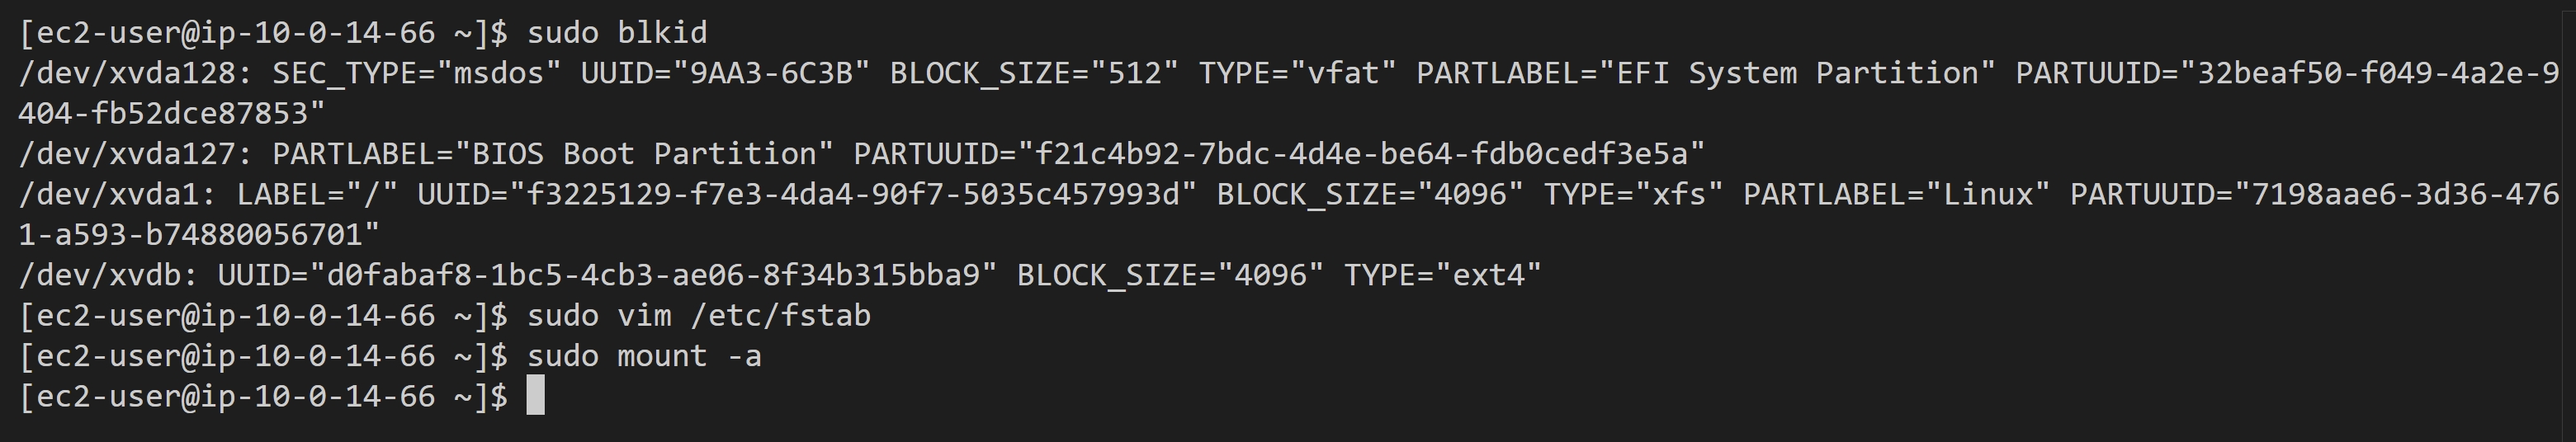 [ec2-user@ip-10-0-14-66 ~]$ sudo blkid
/dev/xvda128: SEC_TYPE="msdos" UUID="9AA3-6C3B" BLOCK_SIZE="512" TYPE="vfat" PARTLABEL="EFI System Partition" PARTUUID="32beaf50-f049-4a2e-9
404-fb52dce87853"
/dev/xvda127: PARTLABEL="BIOS Boot Partition" PARTUUID="f21c4b92-7bdc-4d4e-be64-fdb0cedf3e5a"
/dev/xvda1: LABEL="/" UUID="f3225129-f7e3-4da4-90f7-5035c457993d" BLOCK_SIZE="4096" TYPE="xfs" PARTLABEL="Linux" PARTUUID="7198aae6-3d36-476
1-a593-b74880056701"
/dev/xvdb: UUID="d0fabaf8-1bc5-4cb3-ae06-8f34b315bba9" BLOCK_SIZE="4096" TYPE="ext4"
[ec2-user@ip-10-0-14-66 ~]$ sudo vim /etc/fstab
[ec2-user@ip-10-0-14-66 ~]$ sudo mount -a
[ec2-user@ip-10-0-14-66 ~]$